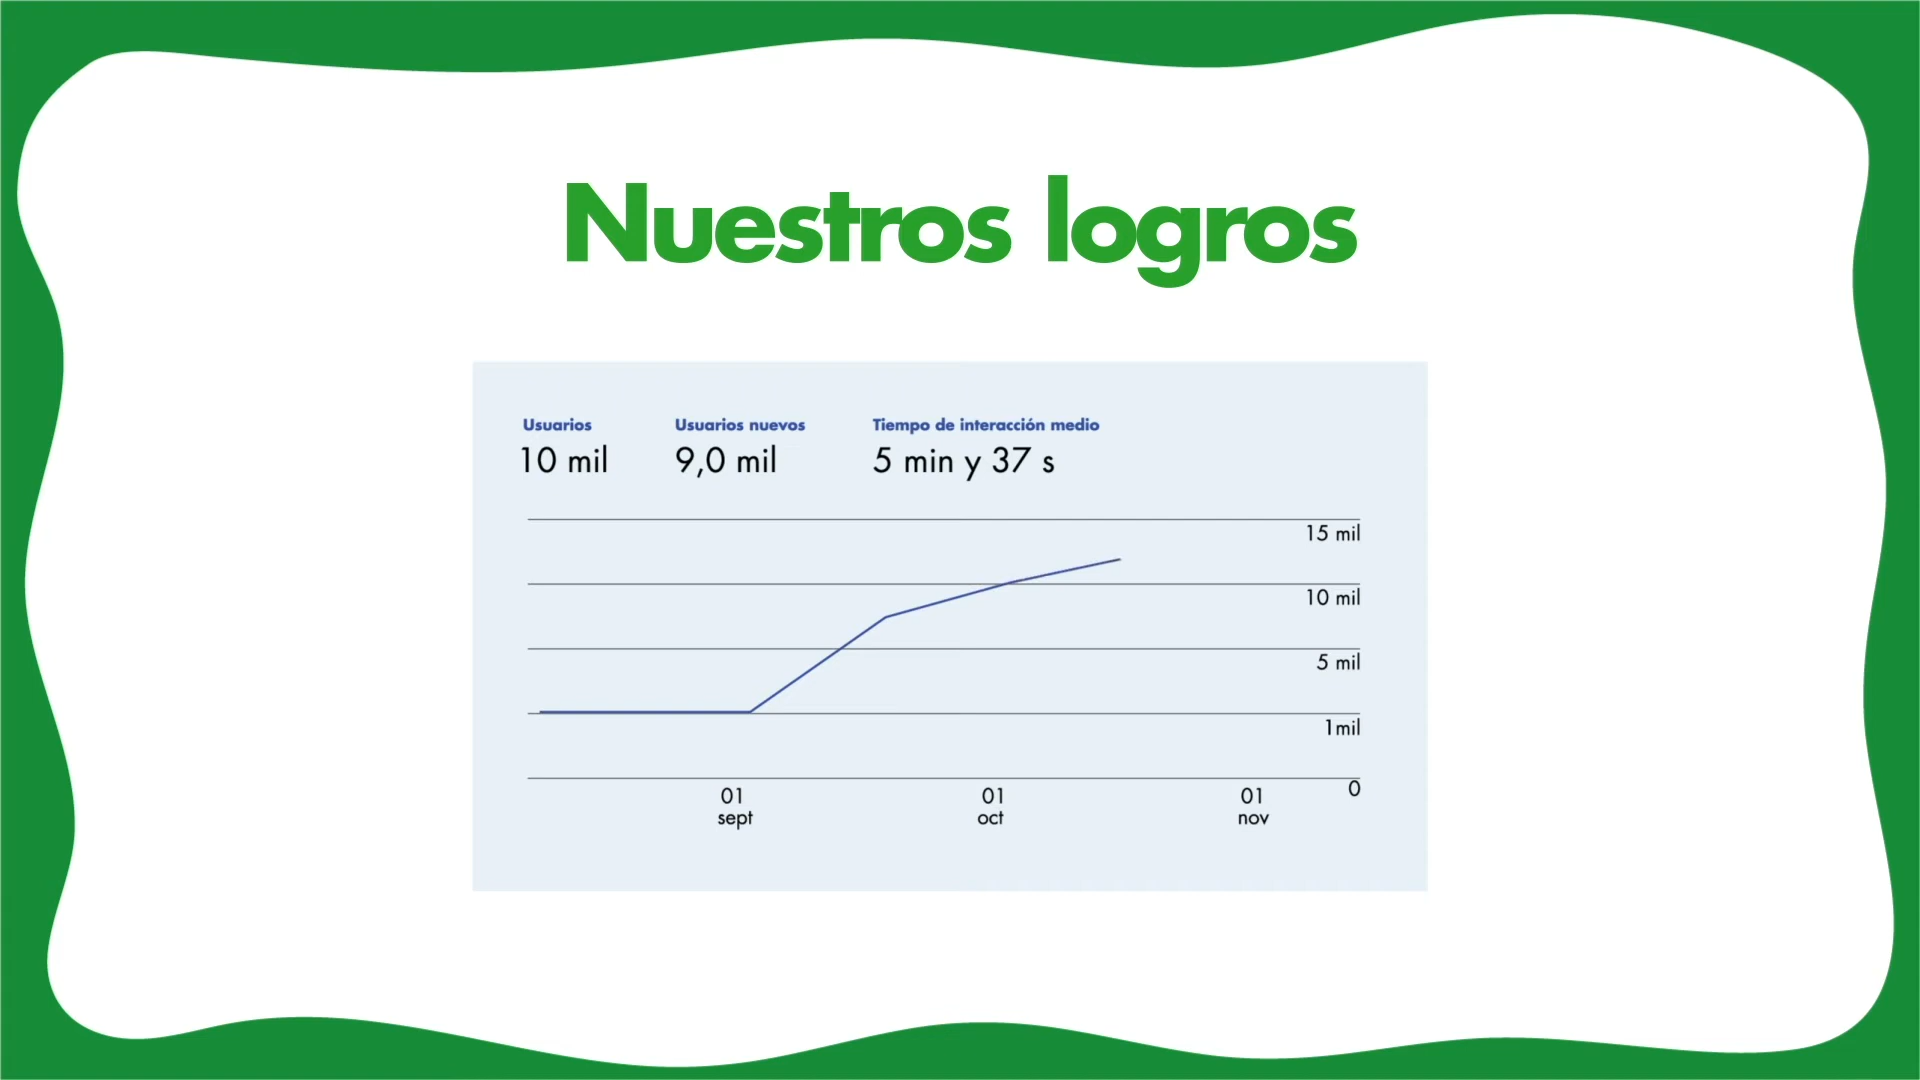 Nuestros logros
Usuarios
10 mil
Usuarios nuevos
9,0 mil
Tiempo de interacción medio
5 min y 37 s
15 mil
10 mil
5 mil
1mil
0
01
sept
01
oct
01
nov